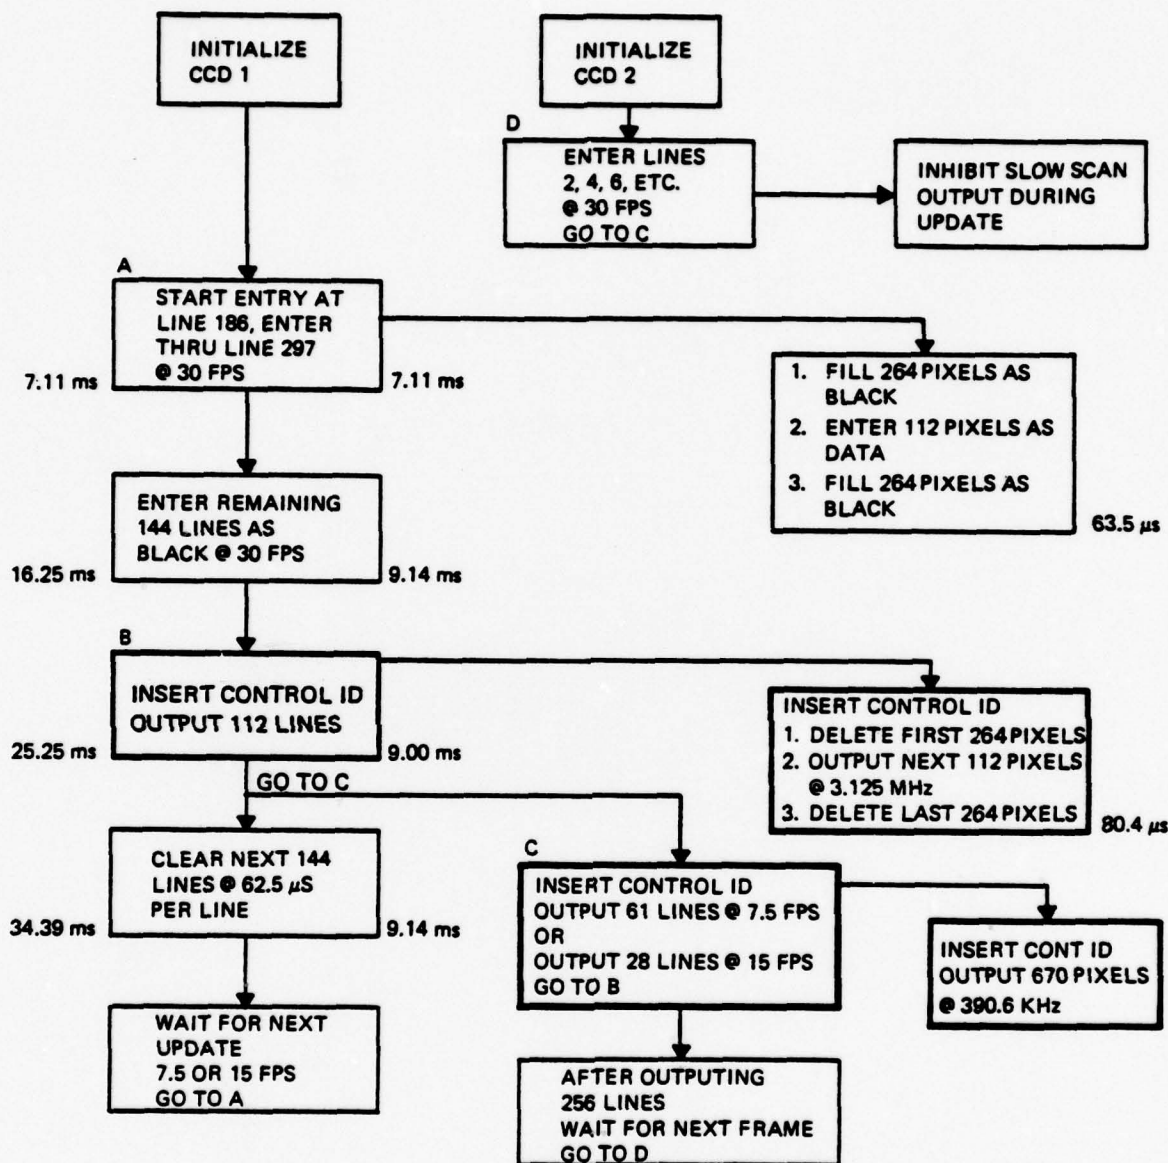 INITIALIZE
CCD 1
INITIALIZE
CCD 2
D
ENTER LINES
2, 4, 6, ETC.
@ 30 FPS
GO TO C
INHIBIT SLOW SCAN
OUTPUT DURING
UPDATE
A
START ENTRY AT
LINE 186, ENTER
THRU LINE 297
@ 30 FPS
7.11 ms
7.11 ms
1. FILL 264 PIXELS AS
BLACK
2. ENTER 112 PIXELS AS
DATA
3. FILL 264 PIXELS AS
BLACK
63.5 µs
ENTER REMAINING
144 LINES AS
BLACK @ 30 FPS
16.25 ms
9.14 ms
B
INSERT CONTROL ID
OUTPUT 112 LINES
25.25 ms
9.00 ms
INSERT CONTROL ID
1. DELETE FIRST 264 PIXELS
2. OUTPUT NEXT 112 PIXELS
@ 3.125 MHz
3. DELETE LAST 264 PIXELS
80.4 µs
GO TO C
CLEAR NEXT 144
LINES @ 62.5 µS
PER LINE
34.39 ms
9.14 ms
C
INSERT CONTROL ID
OUTPUT 61 LINES @ 7.5 FPS
OR
OUTPUT 28 LINES @ 15 FPS
GO TO B
INSERT CONT ID
OUTPUT 670 PIXELS
@ 390.6 KHz
WAIT FOR NEXT
UPDATE
7.5 OR 15 FPS
GO TO A
AFTER OUTPUTING
256 LINES
WAIT FOR NEXT FRAME
GO TO D